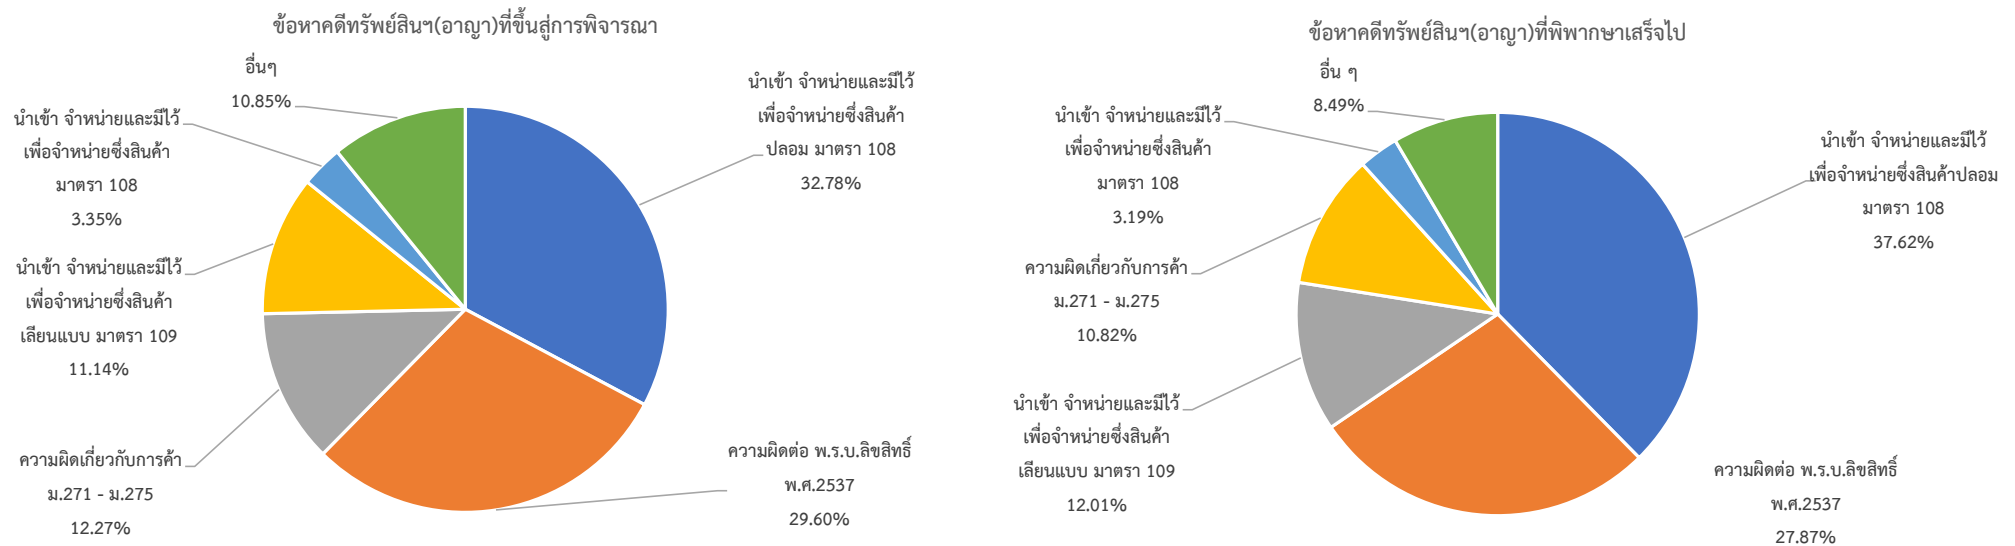 ข้อหาคดีทรัพย์สินฯ(อาญา)ที่ขึ้นสู่การพิจารณา
อื่นๆ
10.85%
นำเข้า จำหน่ายและมีไว้
เพื่อจำหน่ายซึ่งสินค้า
ปลอม มาตรา 108
32.78%
นำเข้า จำหน่ายและมีไว้
เพื่อจำหน่ายซึ่งสินค้า
มาตรา 108
3.35%
นำเข้า จำหน่ายและมีไว้
เพื่อจำหน่ายซึ่งสินค้า
เลียนแบบ มาตรา 109
11.14%
ความผิดเกี่ยวกับการค้า
ม.271 - ม.275
12.27%
ความผิดต่อ พ.ร.บ.ลิขสิทธิ์
พ.ศ.2537
29.60%
ข้อหาคดีทรัพย์สินฯ(อาญา)ที่พิพากษาเสร็จไป
อื่น ๆ
8.49%
นำเข้า จำหน่ายและมีไว้
เพื่อจำหน่ายซึ่งสินค้า
มาตรา 108
3.19%
นำเข้า จำหน่ายและมีไว้
เพื่อจำหน่ายซึ่งสินค้าปลอม
มาตรา 108
37.62%
ความผิดเกี่ยวกับการค้า
ม.271 - ม.275
10.82%
นำเข้า จำหน่ายและมีไว้
เพื่อจำหน่ายซึ่งสินค้า
เลียนแบบ มาตรา 109
12.01%
ความผิดต่อ พ.ร.บ.ลิขสิทธิ์
พ.ศ.2537
27.87%